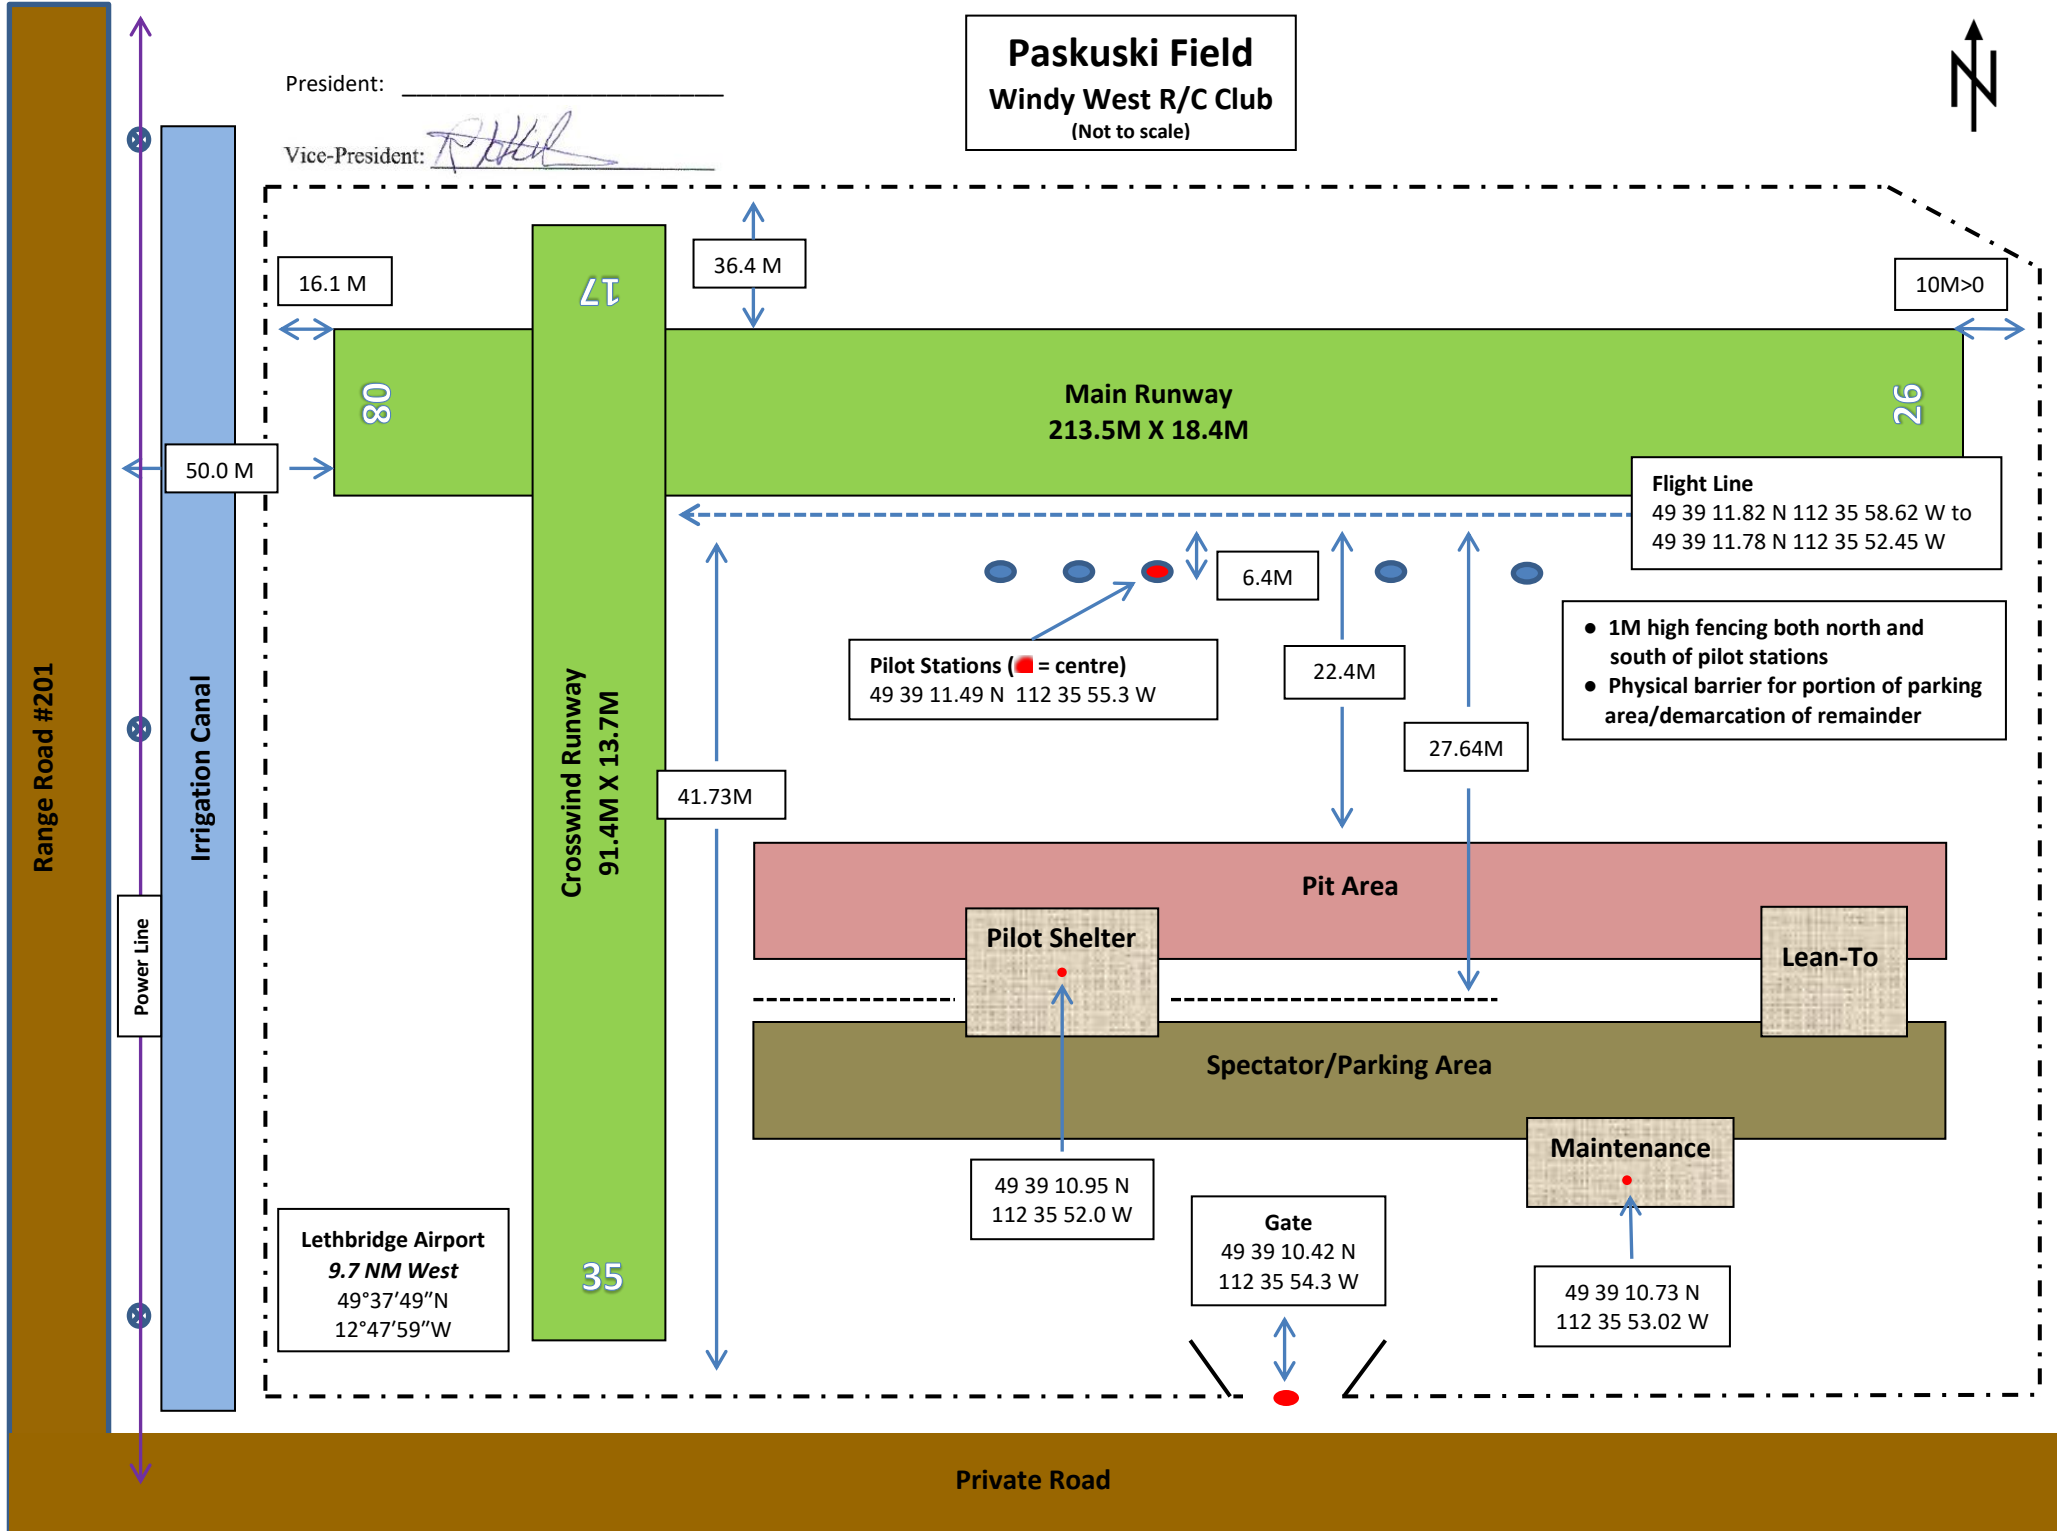 Paskuski Field
Windy West R/C Club
(Not to scale)
N
President:
Vice-President:
16.1 M
36.4 M
10M>0
17
08
Main Runway
213.5M X 18.4M
26
50.0 M
Flight Line
49 39 11.82 N 112 35 58.62 W to
49 39 11.78 N 112 35 52.45 W
6.4M
Pilot Stations ( = centre)
49 39 11.49 N 112 35 55.3 W
● 1M high fencing both north and
south of pilot stations
● Physical barrier for portion of parking
area/demarcation of remainder
22.4M
27.64M
41.73M
Range Road #201
Irrigation Canal
Power Line
Crosswind Runway
91.4M X 13.7M
Pit Area
Pilot Shelter
Lean-To
Spectator/Parking Area
Maintenance
49 39 10.95 N
112 35 52.0 W
Gate
49 39 10.42 N
112 35 54.3 W
49 39 10.73 N
112 35 53.02 W
Lethbridge Airport
9.7 NM West
49°37′49″N
12°47′59″W
35
Private Road